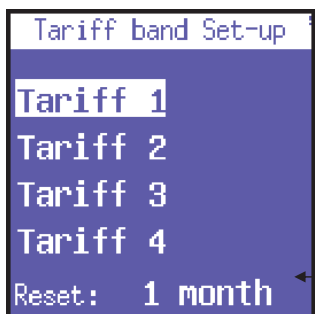 Tariff band Set-up
Tariff 1
Tariff 2
Tariff 3
Tariff 4
Reset: 1 month